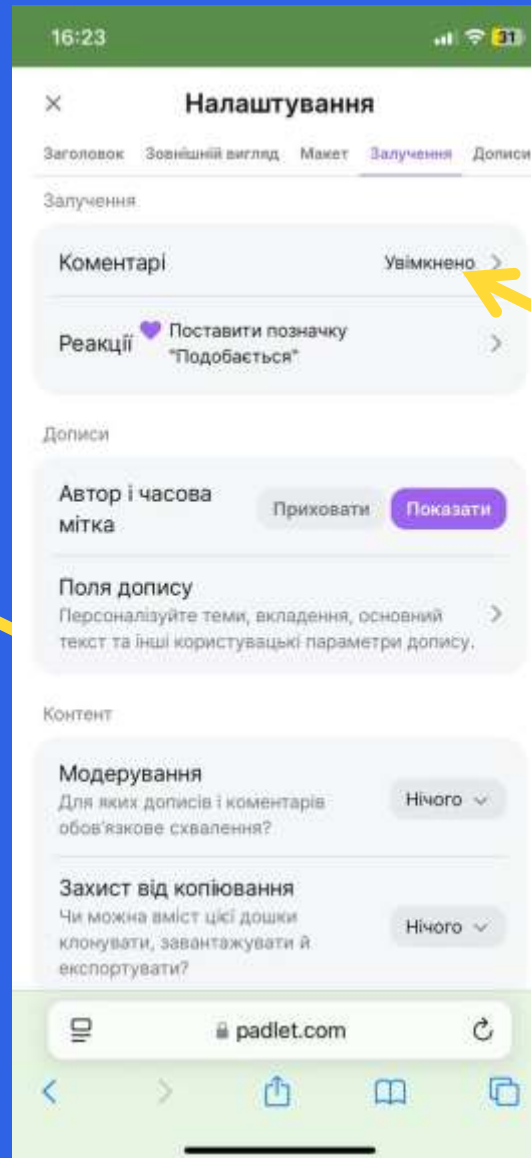 16:23
31
Налаштування
Заголовок Зовнішній вигляд Макет Залучення Дописи
Залучення
Коментарі Увімкнено
Реакції Поставити позначку
"Подобається"
Дописи
Автор і часова
мітка
Приховати Показати
Поля допису
Персоналізуйте теми, вкладення, основний
текст та інші користувацькі параметри допису.
Контент
Модерування
Для яких дописів і коментарів
обов'язкове схвалення?
Нічого
Захист від копіювання
Чи можна вміст цієї дошки
клонувати, завантажувати й
експортувати?
Нічого
padlet.com